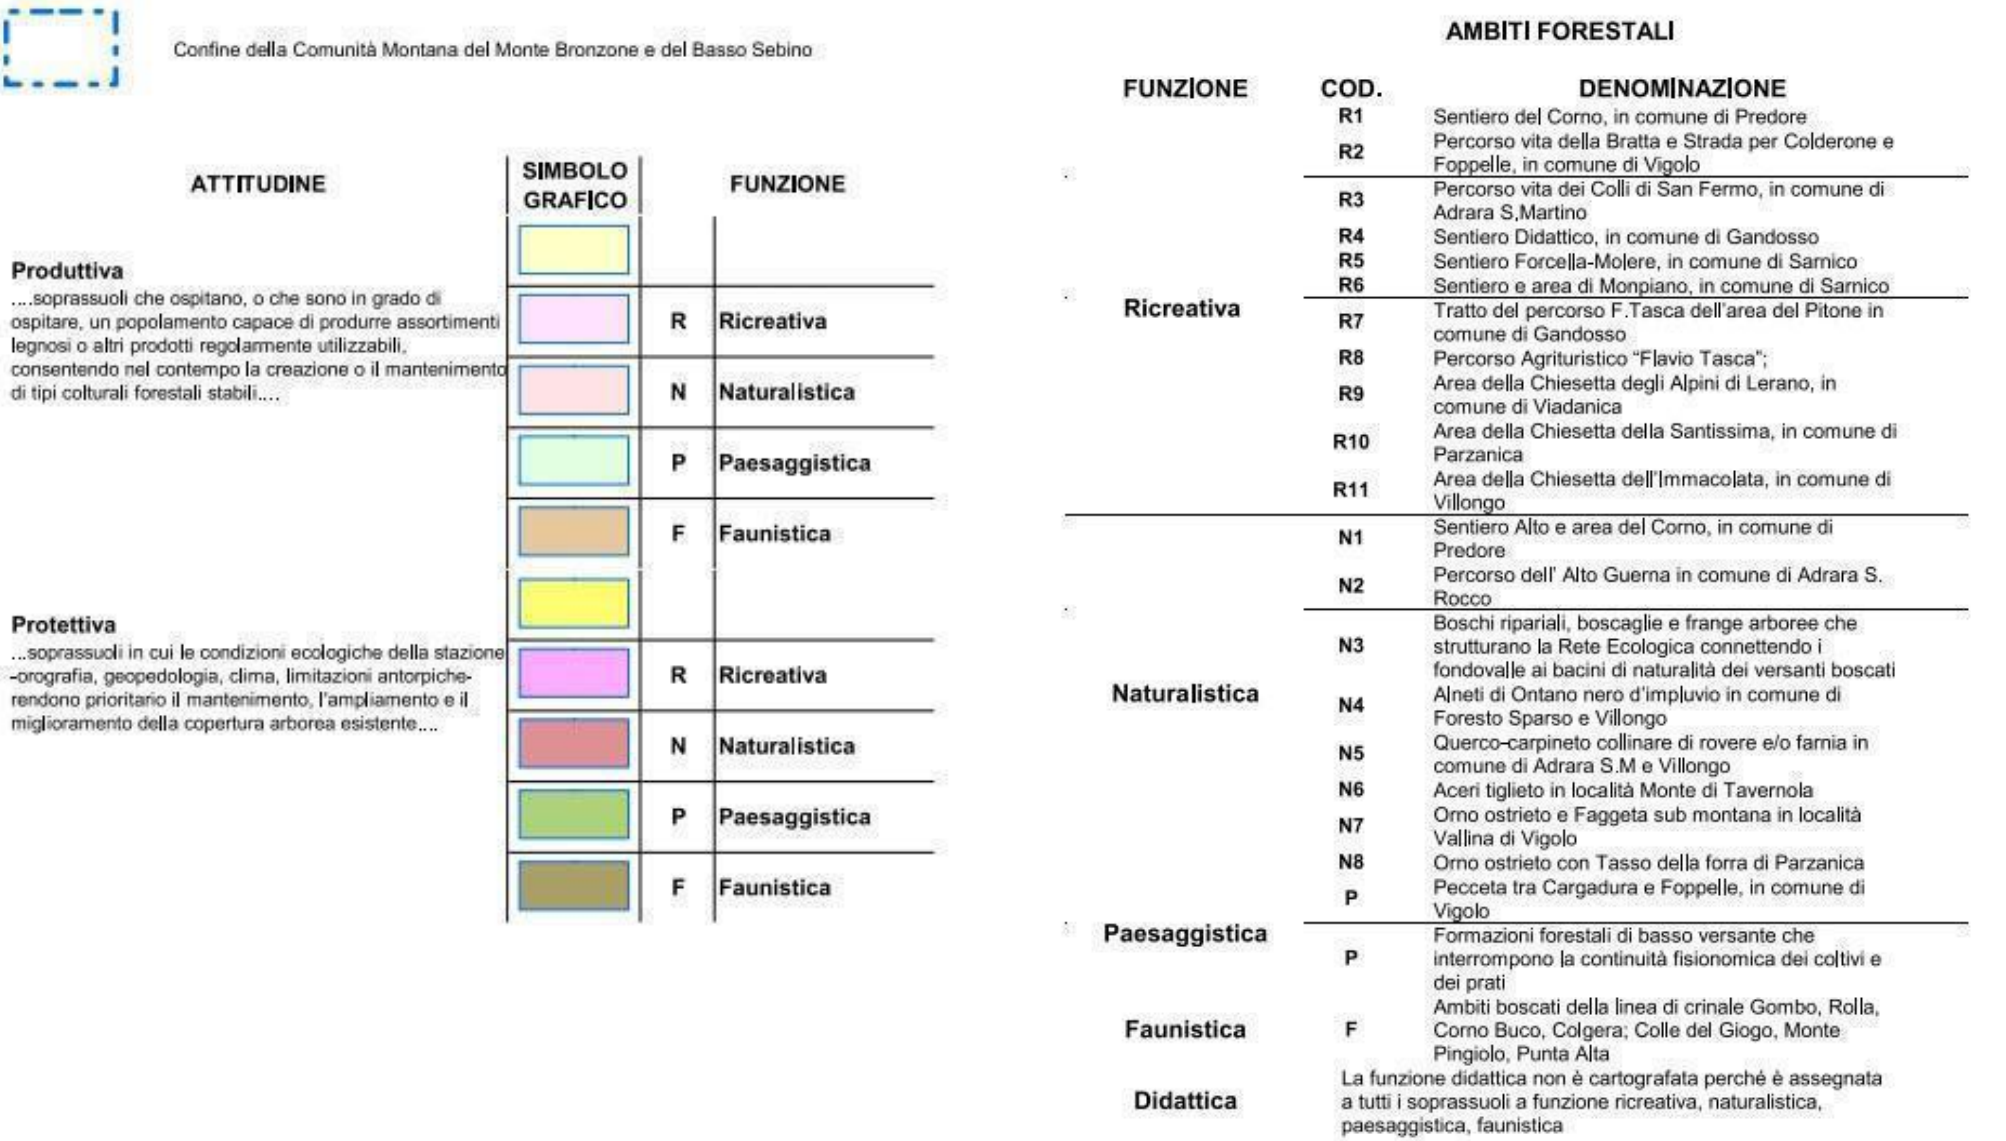 Confine della Comunità Montana del Monte Bronzone e del Basso Sebino
ATTITUDINE
SIMBOLO
GRAFICO
FUNZIONE
Produttiva
....soprassuoli che ospitano, o che sono in grado di
ospitare, un popolamento capace di produrre assortimenti
legnosi o altri prodotti regolarmente utilizzabili,
consentendo nel contempo la creazione o il mantenimento
di tipi colturali forestali stabili....
R Ricreativa
N Naturalistica
P Paesaggistica
F Faunistica
Protettiva
...soprassuoli in cui le condizioni ecologiche della stazione
-orografia, geopedologia, clima, limitazioni antorpiche-
rendono prioritario il mantenimento, l'ampliamento e il
miglioramento della copertura arborea esistente....
R Ricreativa
N Naturalistica
P Paesaggistica
F Faunistica
AMBITI FORESTALI
FUNZIONE COD. DENOMINAZIONE
R1 Sentiero del Corno, in comune di Predore
R2 Percorso vita della Bratta e Strada per Colderone e
Foppelle, in comune di Vigolo
Ricreativa
R3 Percorso vita dei Colli di San Fermo, in comune di
Adrara S.Martino
R4 Sentiero Didattico, in comune di Gandosso
R5 Sentiero Forcella-Molere, in comune di Sarnico
R6 Sentiero e area di Monpiano, in comune di Sarnico
R7 Tratto del percorso F.Tasca dell'area del Pitone in
comune di Gandosso
R8 Percorso Agrituristico “Flavio Tasca”;
R9 Area della Chiesetta degli Alpini di Lerano, in
comune di Viadanica
R10 Area della Chiesetta della Santissima, in comune di
Parzanica
R11 Area della Chiesetta dell'Immacolata, in comune di
Villongo
Naturalistica
N1 Sentiero Alto e area del Corno, in comune di
Predore
N2 Percorso dell' Alto Guerna in comune di Adrara S.
Rocco
N3 Boschi ripariali, boscaglie e frange arboree che
strutturano la Rete Ecologica connettendo i
fondovalle ai bacini di naturalità dei versanti boscati
N4 Alneti di Ontano nero d'impluvio in comune di
Foresto Sparso e Villongo
N5 Querco-carpineto collinare di rovere e/o farnia in
comune di Adrara S.M e Villongo
N6 Aceri tiglieto in località Monte di Tavernola
N7 Orno ostrieto e Faggeta sub montana in località
Vallina di Vigolo
N8 Orno ostrieto con Tasso della forra di Parzanica
P Pecceta tra Cargadura e Foppelle, in comune di
Vigolo
Paesaggistica
P Formazioni forestali di basso versante che
interrompono la continuità fisionomica dei coltivi e
dei prati
Faunistica F Ambiti boscati della linea di crinale Gombo, Rolla,
Corno Buco, Colgera; Colle del Giogo, Monte
Pingiolo, Punta Alta
Didattica La funzione didattica non è cartografata perché è assegnata
a tutti i soprassuoli a funzione ricreativa, naturalistica,
paesaggistica, faunistica